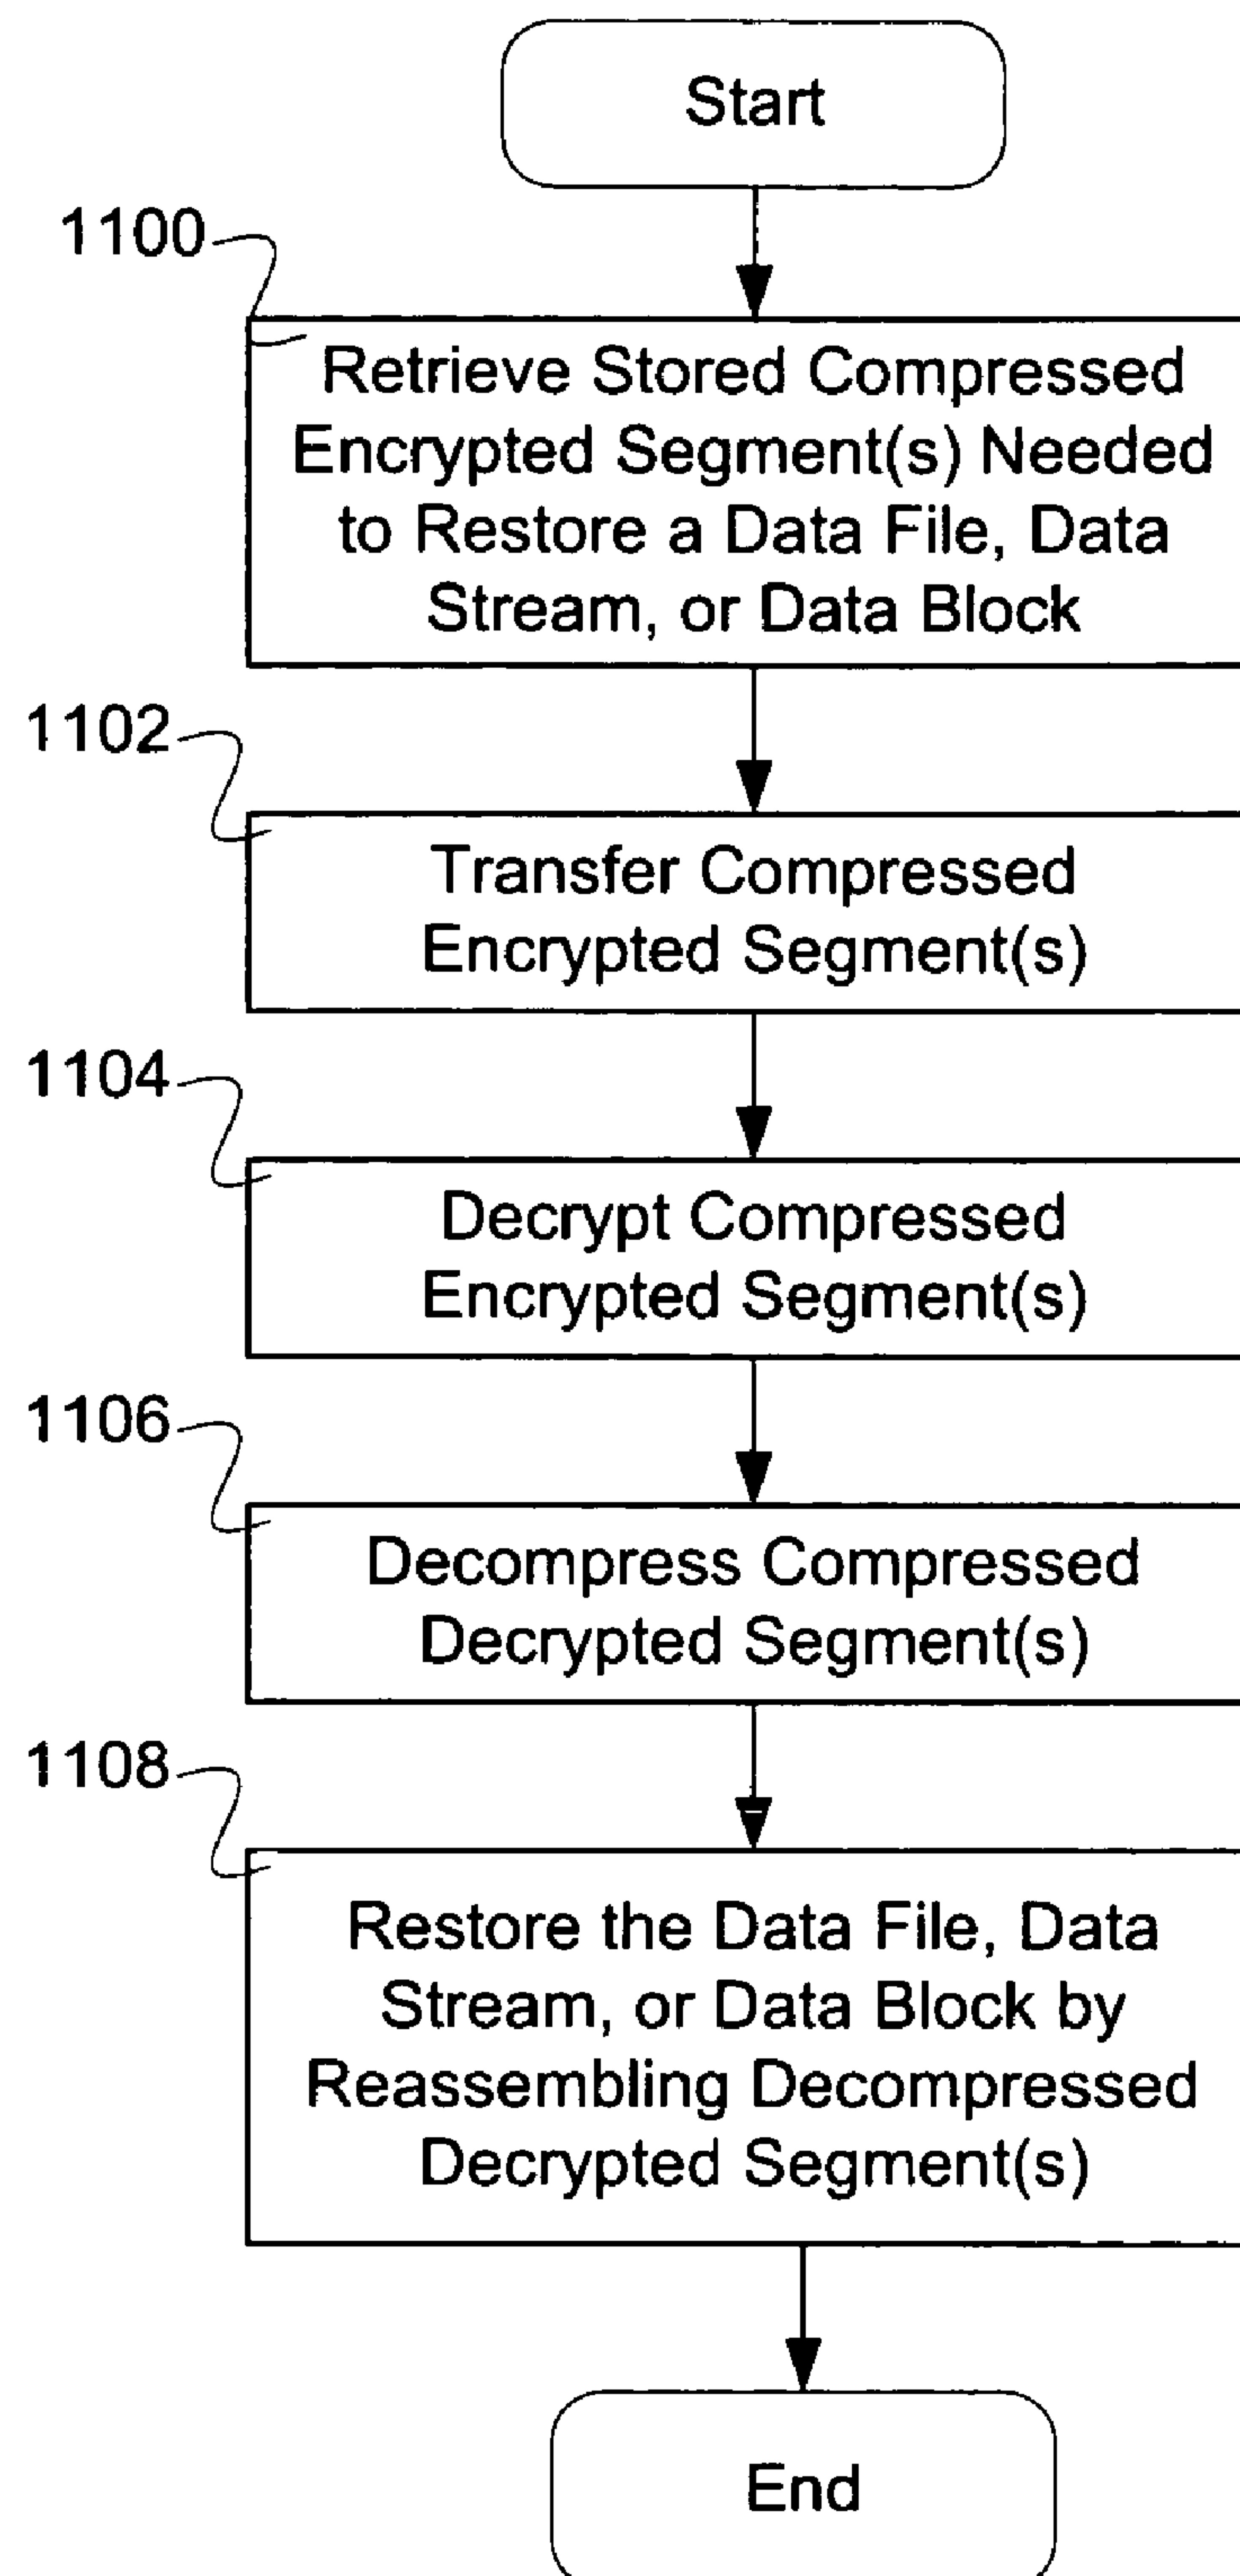 Start
1100
Retrieve Stored Compressed
Encrypted Segment(s) Needed
to Restore a Data File, Data
Stream, or Data Block
1102
Transfer Compressed
Encrypted Segment(s)
1104
Decrypt Compressed
Encrypted Segment(s)
1106
Decompress Compressed
Decrypted Segment(s)
1108
Restore the Data File, Data
Stream, or Data Block by
Reassembling Decompressed
Decrypted Segment(s)
End